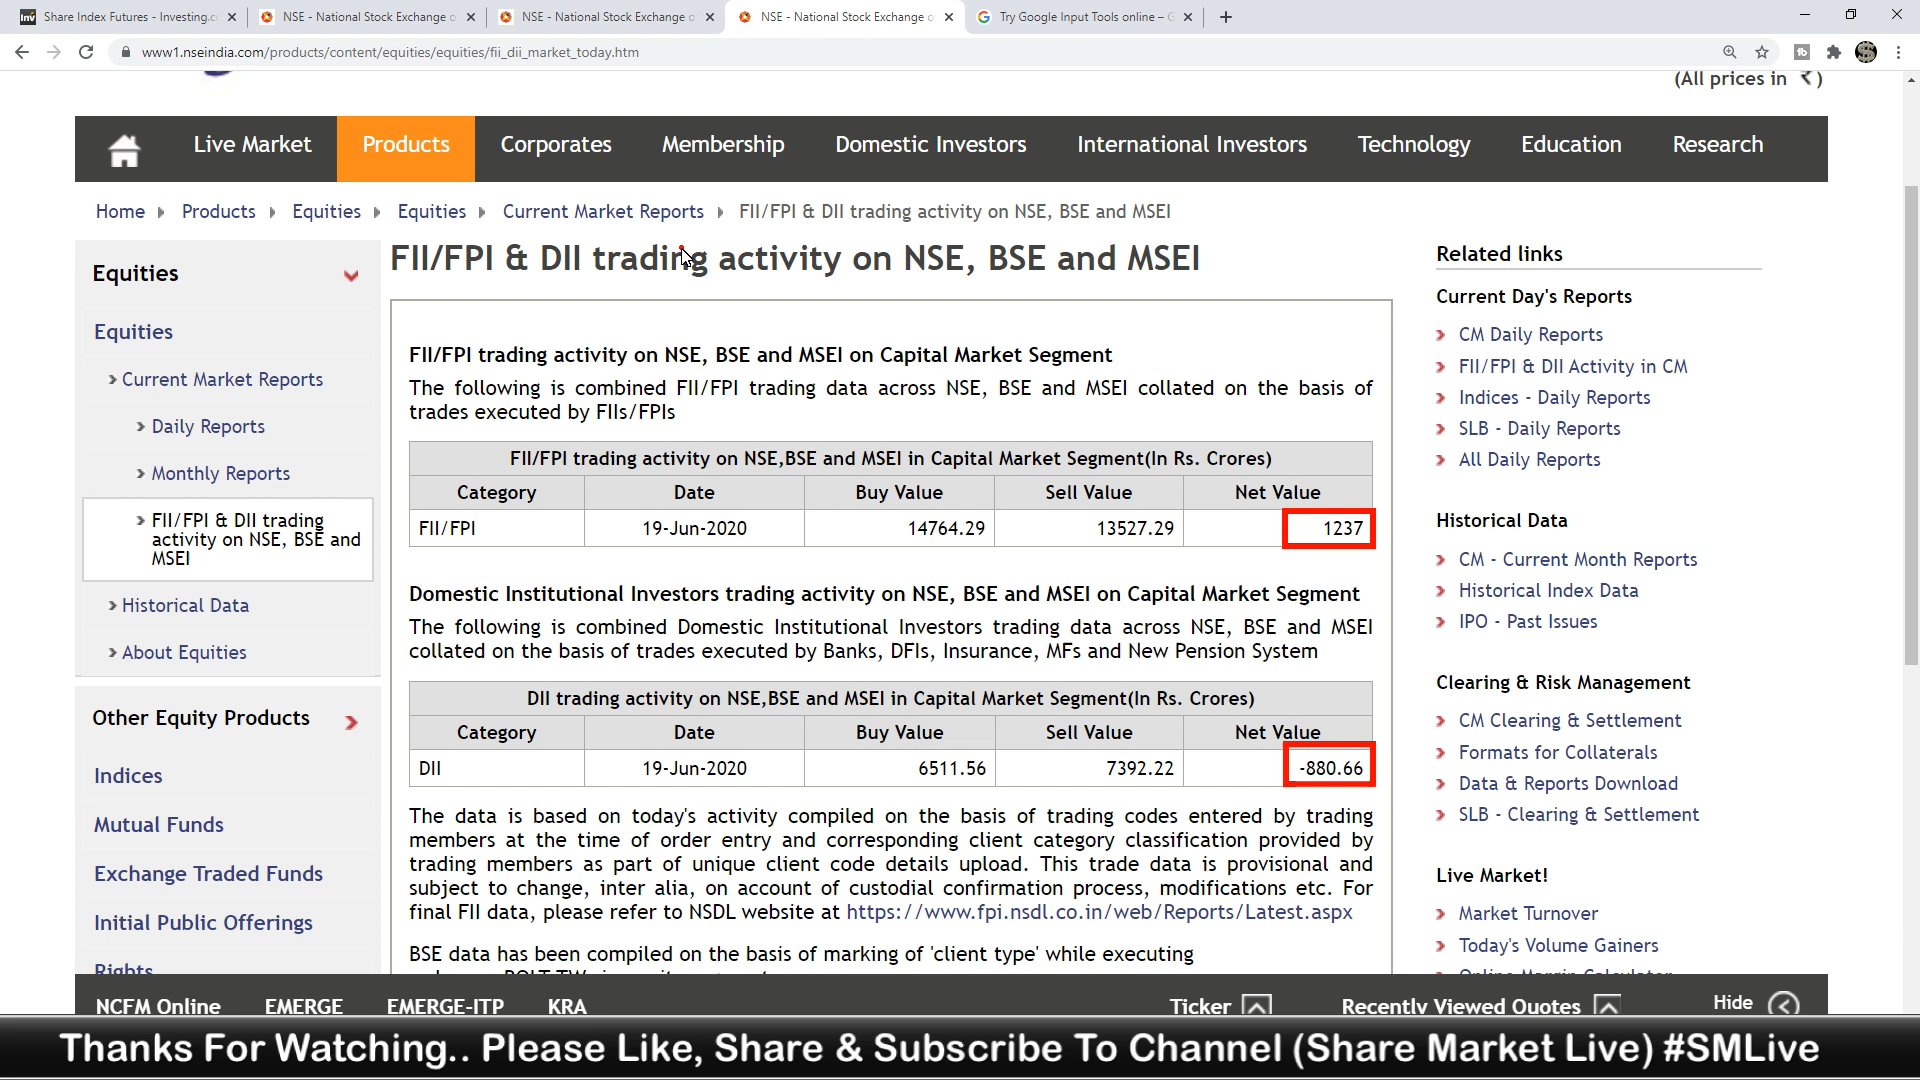 Share Index Futures - Investing.c
NSE - National Stock Exchange o
NSE - National Stock Exchange o
NSE - National Stock Exchange o
Try Google Input Tools online – G
www1.nseindia.com/products/content/equities/equities/fii_dii_market_today.htm
(All prices in ₹)
Live Market
Products
Corporates
Membership
Domestic Investors
International Investors
Technology
Education
Research
Home
Products
Equities
Equities
Current Market Reports
FII/FPI & DII trading activity on NSE, BSE and MSEI
Equities
Equities
Current Market Reports
Daily Reports
Monthly Reports
FII/FPI & DII trading
activity on NSE, BSE and
MSEI
Historical Data
About Equities
Other Equity Products
Indices
Mutual Funds
Exchange Traded Funds
Initial Public Offerings
Rights
FII/FPI & DII trading activity on NSE, BSE and MSEI
FII/FPI trading activity on NSE, BSE and MSEI on Capital Market Segment
The following is combined FII/FPI trading data across NSE, BSE and MSEI collated on the basis of
trades executed by FIIs/FPIs
FII/FPI trading activity on NSE,BSE and MSEI in Capital Market Segment(In Rs. Crores)
Category Date Buy Value Sell Value Net Value
FII/FPI 19-Jun-2020 14764.29 13527.29 1237
Domestic Institutional Investors trading activity on NSE, BSE and MSEI on Capital Market Segment
The following is combined Domestic Institutional Investors trading data across NSE, BSE and MSEI
collated on the basis of trades executed by Banks, DFIs, Insurance, MFs and New Pension System
DII trading activity on NSE,BSE and MSEI in Capital Market Segment(In Rs. Crores)
Category Date Buy Value Sell Value Net Value
DII 19-Jun-2020 6511.56 7392.22 -880.66
The data is based on today's activity compiled on the basis of trading codes entered by trading
members at the time of order entry and corresponding client category classification provided by
trading members as part of unique client code details upload. This trade data is provisional and
subject to change, inter alia, on account of custodial confirmation process, modifications etc. For
final FII data, please refer to NSDL website at https://www.fpi.nsdl.co.in/web/Reports/Latest.aspx
BSE data has been compiled on the basis of marking of 'client type' while executing
Related links
Current Day's Reports
CM Daily Reports
FII/FPI & DII Activity in CM
Indices - Daily Reports
SLB - Daily Reports
All Daily Reports
Historical Data
CM - Current Month Reports
Historical Index Data
IPO - Past Issues
Clearing & Risk Management
CM Clearing & Settlement
Formats for Collaterals
Data & Reports Download
SLB - Clearing & Settlement
Live Market!
Market Turnover
Today's Volume Gainers
Online Margin Calculator
NCFM Online
EMERGE
EMERGE-ITP
KRA
Ticker
Recently Viewed Quotes
Hide
Thanks For Watching.. Please Like, Share & Subscribe To Channel (Share Market Live) #SMLive